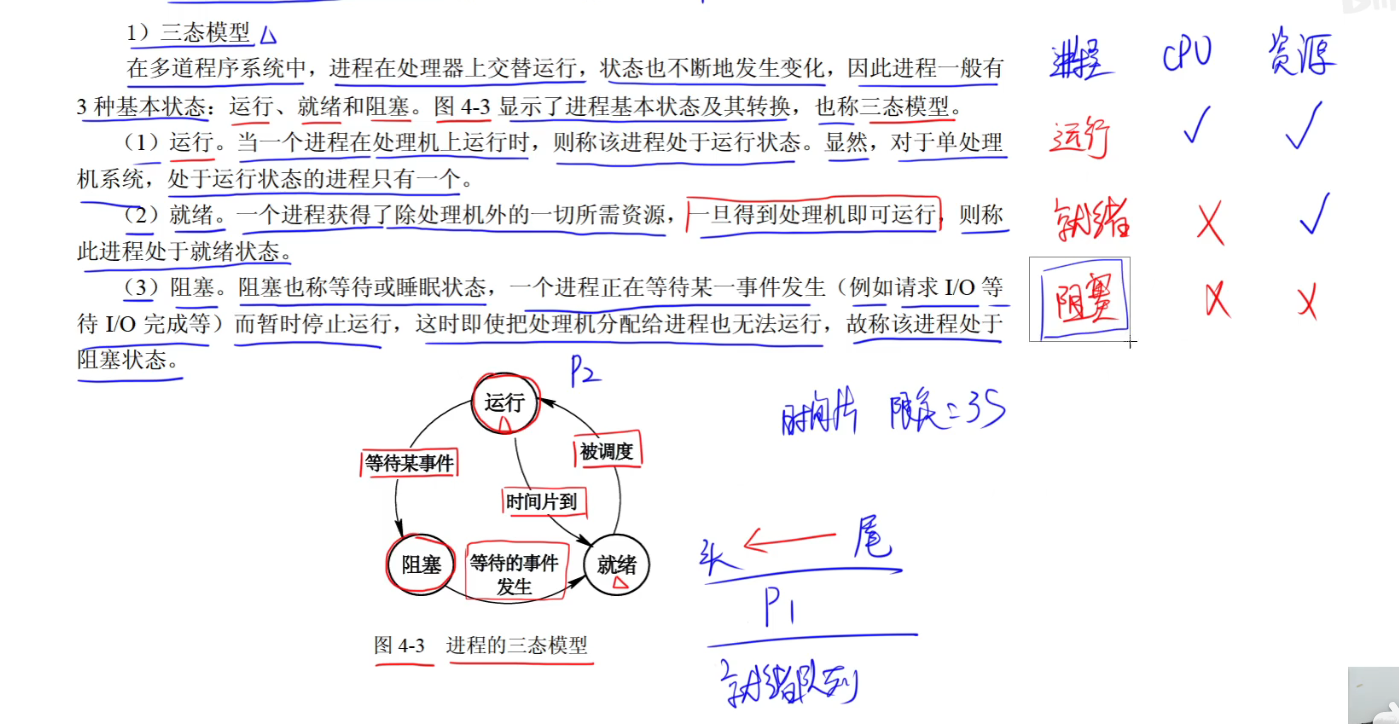 1）三态模型
在多道程序系统中，进程在处理器上交替运行，状态也不断地发生变化，因此进程一般有
3 种基本状态：运行、就绪和阻塞。图 4-3 显示了进程基本状态及其转换，也称三态模型。
（1）运行。当一个进程在处理机上运行时，则称该进程处于运行状态。显然，对于单处理
机系统，处于运行状态的进程只有一个。
（2）就绪。一个进程获得了除处理机外的一切所需资源，一旦得到处理机即可运行，则称
此进程处于就绪状态。
（3）阻塞。阻塞也称等待或睡眠状态，一个进程正在等待某一事件发生（例如请求 I/O 等
待 I/O 完成等）而暂时停止运行，这时即使把处理机分配给进程也无法运行，故称该进程处于
阻塞状态。
进程 CPU 资源
运行
就绪
阻塞
P2
运行
等待某事件
被调度
时间片到
阻塞
等待的事件
发生
就绪
图 4-3 进程的三态模型
时间片
头 尾
P1
就绪队列